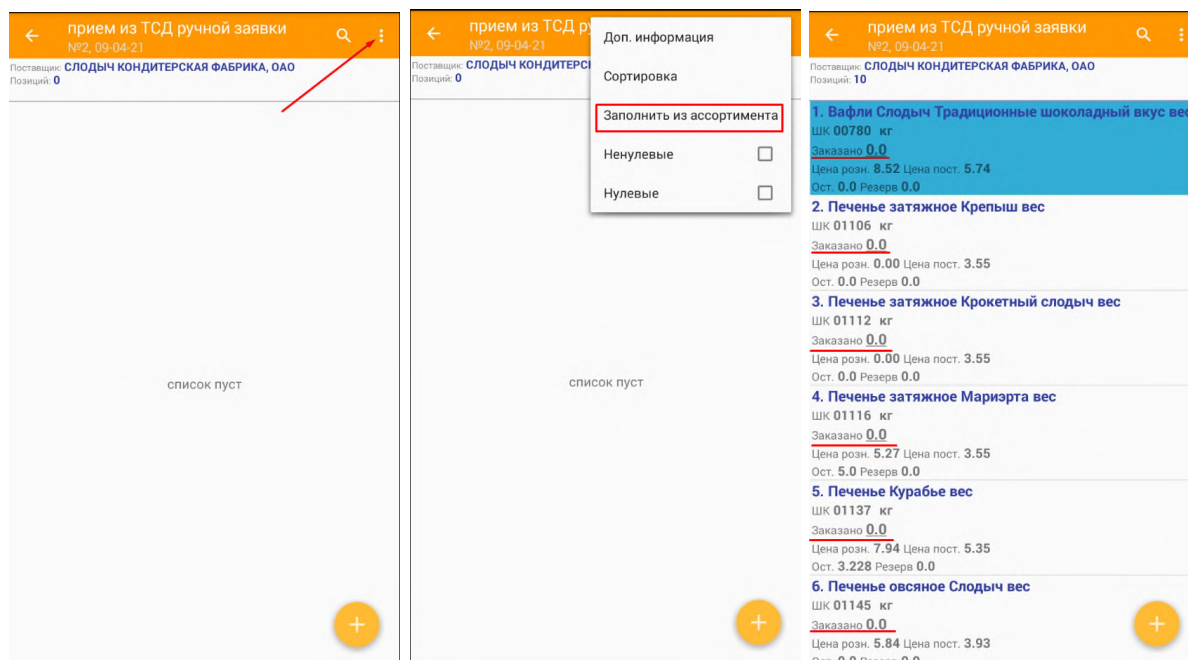 прием из ТСД ручной заявки
№2, 09-04-21
Поставщик: СЛОДЫЧ КОНДИТЕРСКАЯ ФАБРИКА, ОАО
Позиций: 0
список пуст
прием из ТСД р
№2, 09-04-21
Поставщик: СЛОДЫЧ КОНДИТЕРСК
Позиций: 0
Доп. информация
Сортировка
Заполнить из ассортимента
Ненулевые
Нулевые
список пуст
прием из ТСД ручной заявки
№2, 09-04-21
Поставщик: СЛОДЫЧ КОНДИТЕРСКАЯ ФАБРИКА, ОАО
Позиций: 10
1. Вафли Слодыч Традиционные шоколадный вкус вес
ШК 00780 кг
Заказано 0.0
Цена розн. 8.52 Цена пост. 5.74
Ост. 0.0 Резерв 0.0
2. Печенье затяжное Крепыш вес
ШК 01106 кг
Заказано 0.0
Цена розн. 0.00 Цена пост. 3.55
Ост. 0.0 Резерв 0.0
3. Печенье затяжное Крокетный слодыч вес
ШК 01112 кг
Заказано 0.0
Цена розн. 0.00 Цена пост. 3.55
Ост. 0.0 Резерв 0.0
4. Печенье затяжное Мариэрта вес
ШК 01116 кг
Заказано 0.0
Цена розн. 5.27 Цена пост. 3.55
Ост. 5.0 Резерв 0.0
5. Печенье Курабье вес
ШК 01137 кг
Заказано 0.0
Цена розн. 7.94 Цена пост. 5.35
Ост. 3.228 Резерв 0.0
6. Печенье овсяное Слодыч вес
ШК 01145 кг
Заказано 0.0
Цена розн. 5.84 Цена пост. 3.93